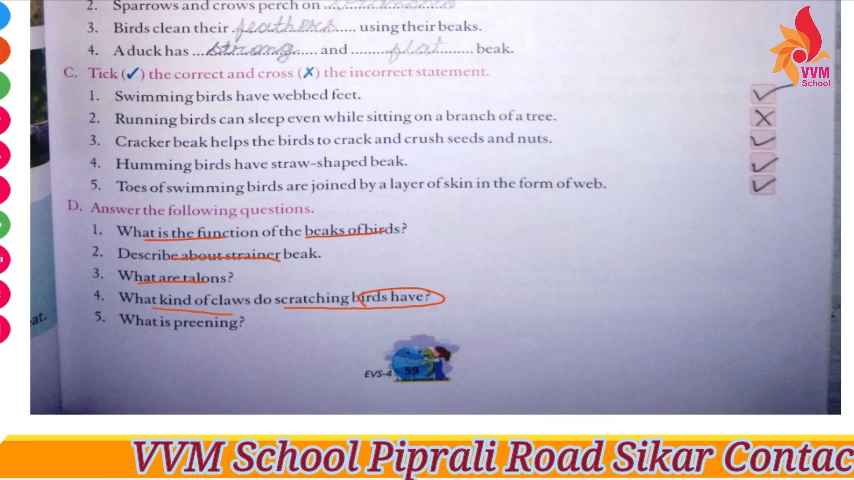 2. Sparrows and crows perch on
3. Birds clean their feathers using their beaks.
4. A duck has strong and flat beak.
C. Tick (✓) the correct and cross (✗) the incorrect statement.
1. Swimming birds have webbed feet. ✓
2. Running birds can sleep even while sitting on a branch of a tree. ✗
3. Cracker beak helps the birds to crack and crush seeds and nuts. ✓
4. Humming birds have straw-shaped beak. ✓
5. Toes of swimming birds are joined by a layer of skin in the form of web. ✓
D. Answer the following questions.
1. What is the function of the beaks of birds?
2. Describe about strainer beak.
3. What are talons?
4. What kind of claws do scratching birds have?
5. What is preening?
eat.
EVS-4 59
VVM
School
VVM School Piprali Road Sikar Contac